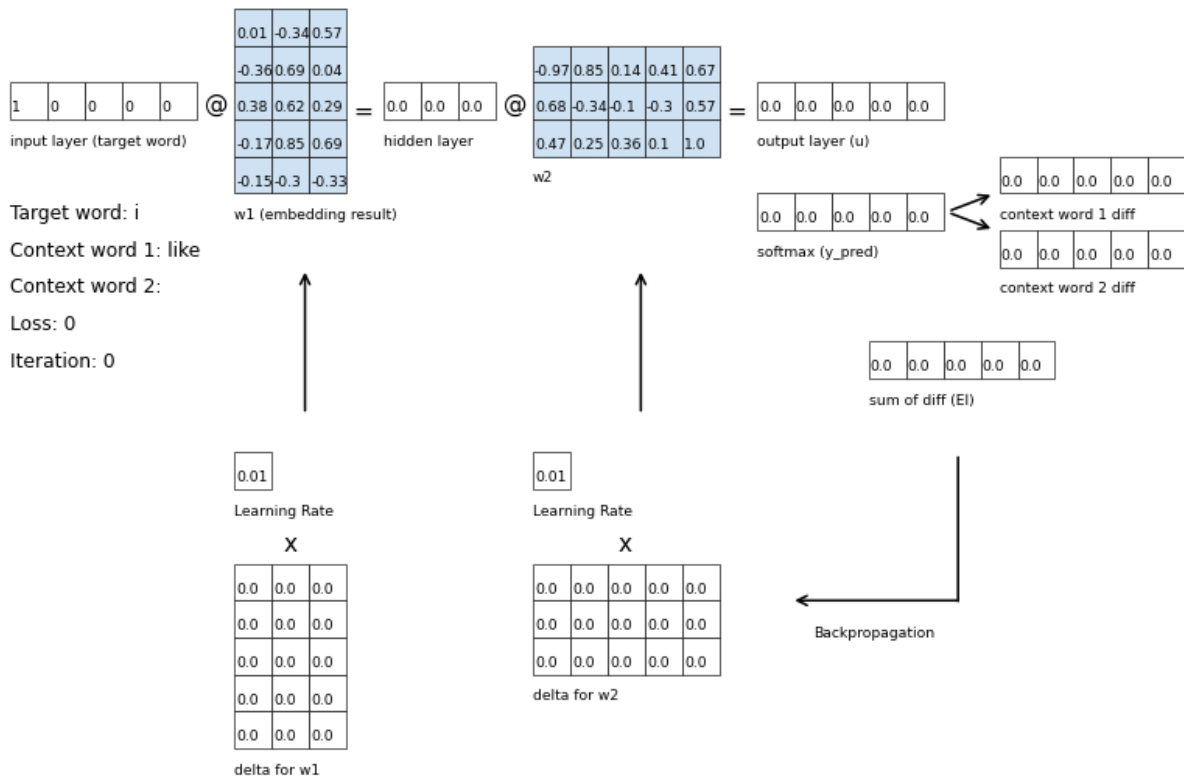 1 0 0 0 0
input layer (target word)
@
0.01 -0.34 0.57
-0.36 0.69 0.04
0.38 0.62 0.29
-0.17 0.85 0.69
-0.15 -0.3 -0.33
w1 (embedding result)
=
0.0 0.0 0.0
hidden layer
@
-0.97 0.85 0.14 0.41 0.67
0.68 -0.34 -0.1 -0.3 0.57
0.47 0.25 0.36 0.1 1.0
w2
=
0.0 0.0 0.0 0.0 0.0
output layer (u)
0.0 0.0 0.0 0.0 0.0
softmax (y_pred)
0.0 0.0 0.0 0.0 0.0
context word 1 diff
0.0 0.0 0.0 0.0 0.0
context word 2 diff
0.0 0.0 0.0 0.0 0.0
sum of diff (EI)
Target word: i
Context word 1: like
Context word 2:
Loss: 0
Iteration: 0
0.01
Learning Rate
X
0.0 0.0 0.0
0.0 0.0 0.0
0.0 0.0 0.0
0.0 0.0 0.0
0.0 0.0 0.0
delta for w1
0.01
Learning Rate
X
0.0 0.0 0.0 0.0 0.0
0.0 0.0 0.0 0.0 0.0
0.0 0.0 0.0 0.0 0.0
delta for w2
Backpropagation